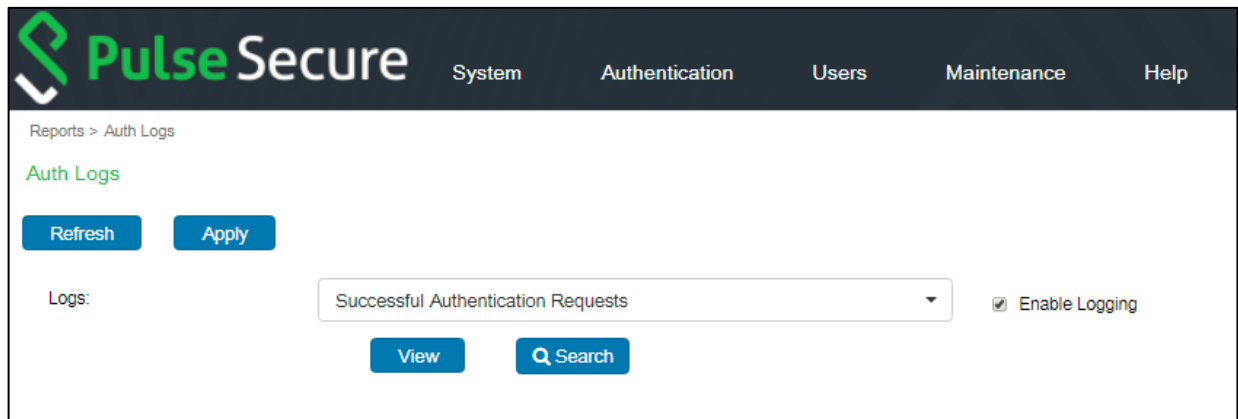 Pulse Secure System Authentication Users Maintenance Help
Reports > Auth Logs
Auth Logs
Refresh Apply
Logs: Successful Authentication Requests Enable Logging
View Search